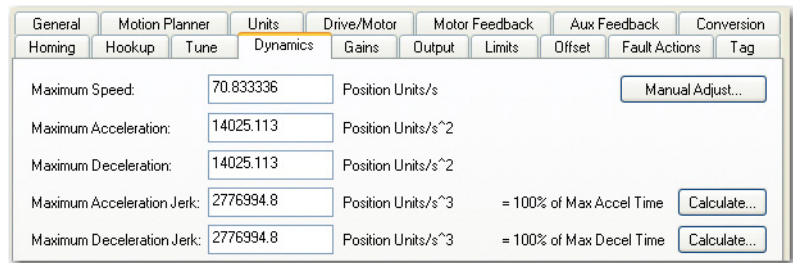 General Motion Planner Units Drive/Motor Motor Feedback Aux Feedback Conversion
Homing Hookup Tune Dynamics Gains Output Limits Offset Fault Actions Tag
Maximum Speed: 70.833336 Position Units/s Manual Adjust...
Maximum Acceleration: 14025.113 Position Units/s^2
Maximum Deceleration: 14025.113 Position Units/s^2
Maximum Acceleration Jerk: 2776994.8 Position Units/s^3 = 100% of Max Accel Time Calculate...
Maximum Deceleration Jerk: 2776994.8 Position Units/s^3 = 100% of Max Decel Time Calculate...